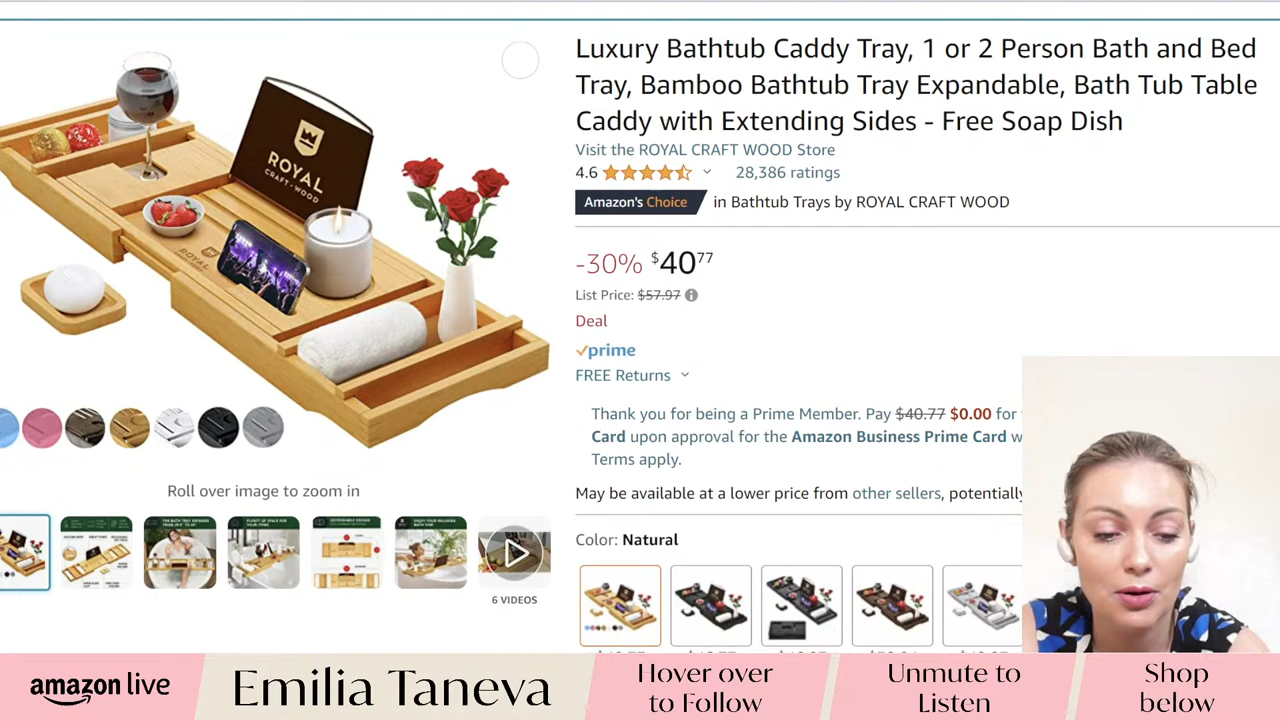 Luxury Bathtub Caddy Tray, 1 or 2 Person Bath and Bed
Tray, Bamboo Bathtub Tray Expandable, Bath Tub Table
Caddy with Extending Sides - Free Soap Dish
Visit the ROYAL CRAFT WOOD Store
4.6 28,386 ratings
Amazon's Choice in Bathtub Trays by ROYAL CRAFT WOOD
-30% $40 77
List Price: $57.97
Deal
prime
FREE Returns
Thank you for being a Prime Member. Pay $40.77 $0.00 for
Card upon approval for the Amazon Business Prime Card
Terms apply.
May be available at a lower price from other sellers, potentially
Color: Natural
ROYAL
CRAFT WOOD
ROYAL
Roll over image to zoom in
6 VIDEOS
amazon live
Emilia Taneva
Hover over
to Follow
Unmute to
Listen
Shop
below